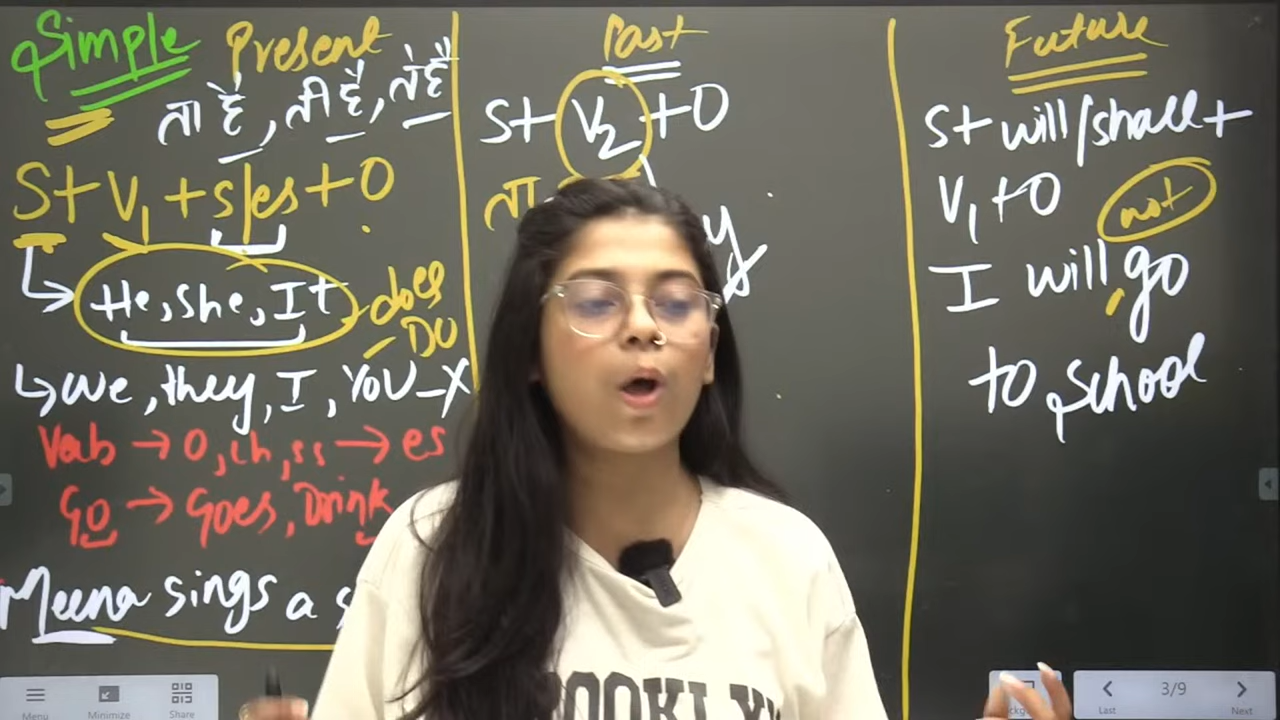 Simple Present
ता है, ती है, ते हैं
S+ V1 + s/es + O
He, She, It does
DO
↳ we, they, I, YOU - X
Verb → O, ch, ss → es
Go → Goes, Drink
Meena sings a
Past
S+ V2 + O
ता
y
Future
S+ will/shall +
V1 + O not
I will go
to school
BROOKLYN
Menu
Minimize
Share
Last
3/9
Next